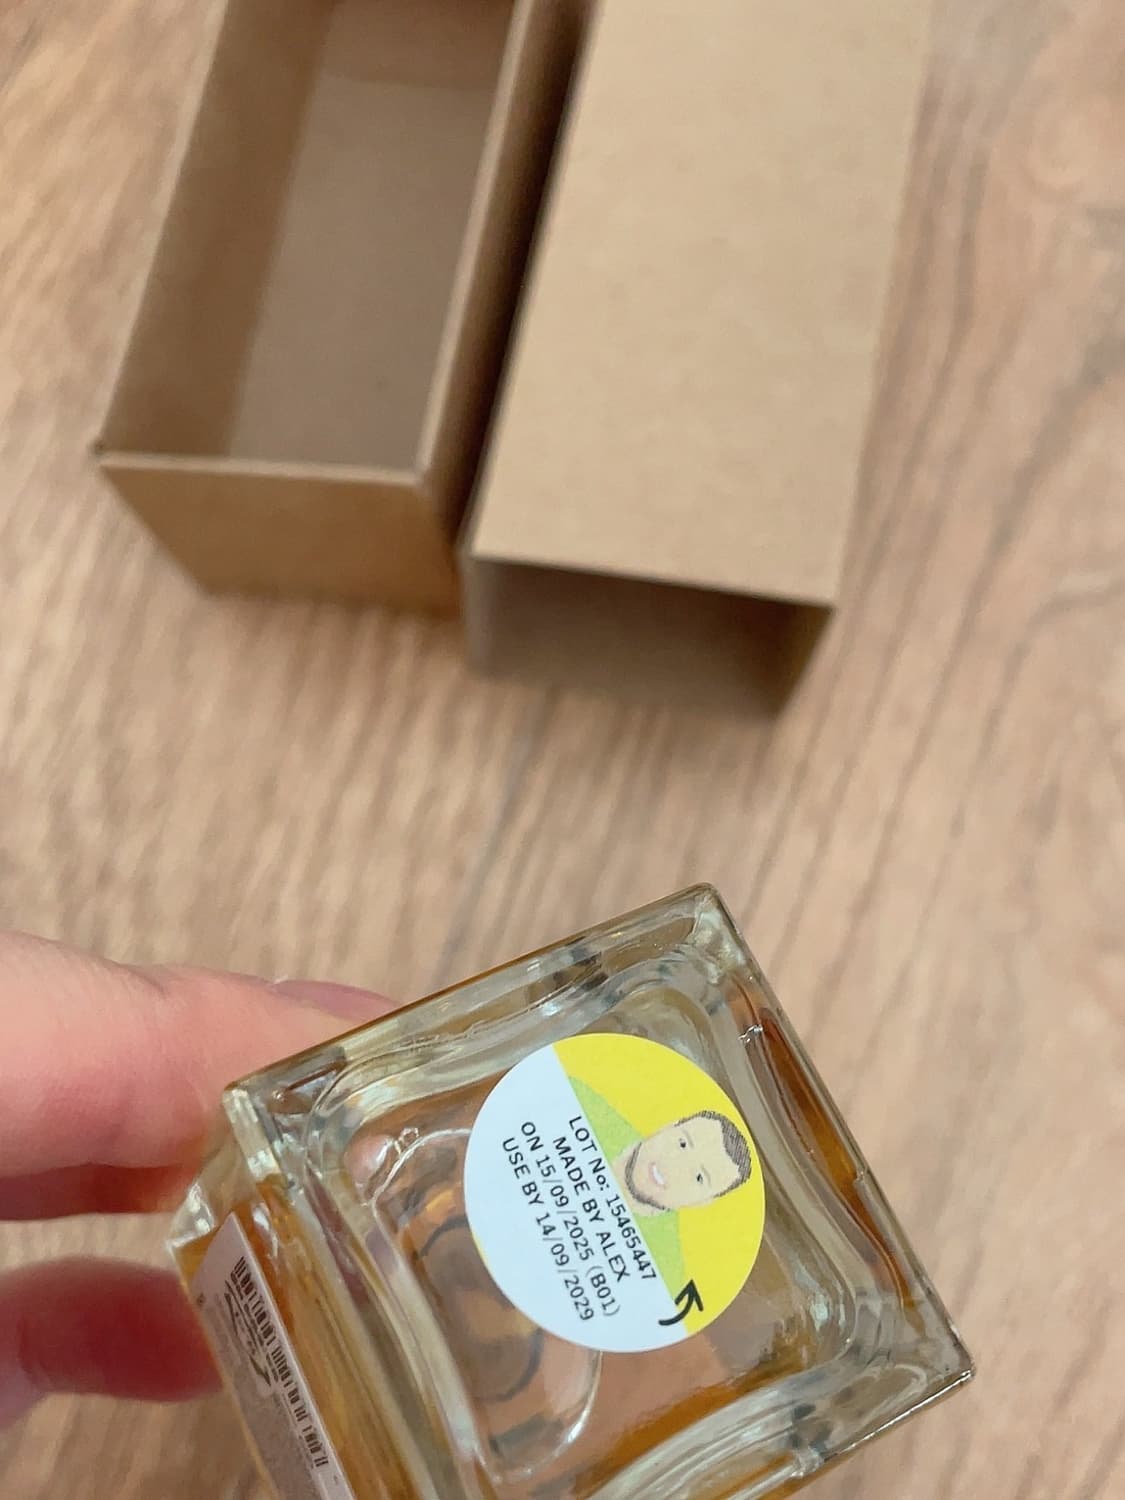 LOT No: 15465447
MADE BY ALEX
ON 15/09/2025 (B01)
USE BY 14/09/2029